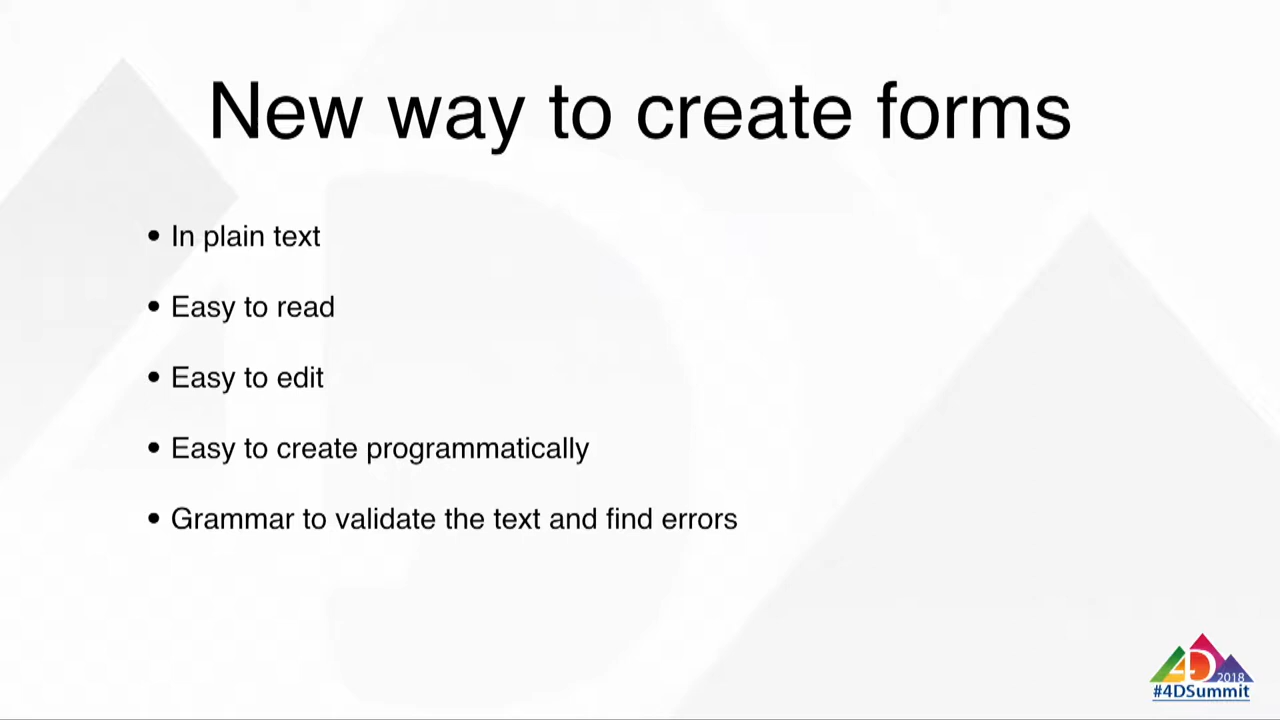 New way to create forms
• In plain text
• Easy to read
• Easy to edit
• Easy to create programmatically
• Grammar to validate the text and find errors
4D 2018
#4DSummit